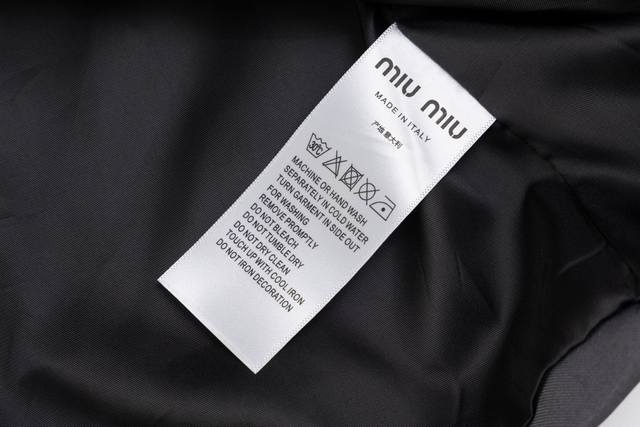 MIU MIU
MADE IN ITALY
产地意大利
30℃
MACHINE OR HAND WASH
SEPARATELY IN COLD WATER
TURN GARMENT IN SIDE OUT
FOR WASHING
REMOVE PROMPTLY
DO NOT BLEACH
DO NOT TUMBLE DRY
DO NOT DRY CLEAN
TOUCH UP WITH COOL IRON
DO NOT IRON DECORATION